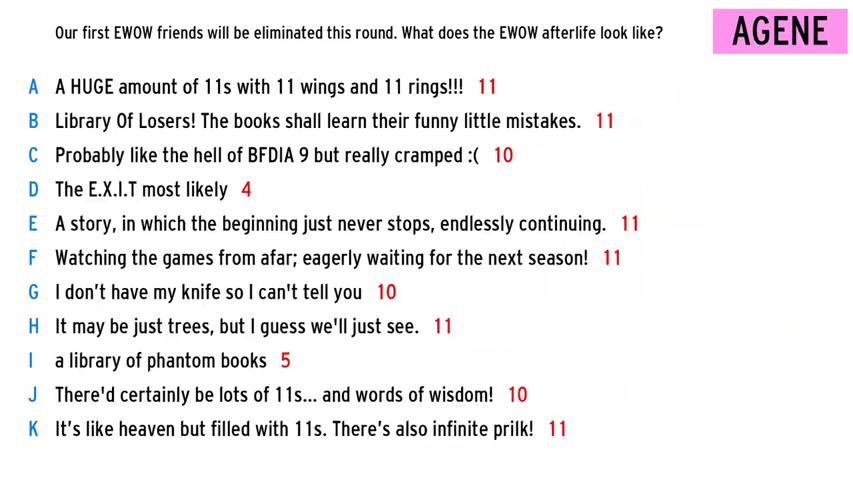 Our first EWOW friends will be eliminated this round. What does the EWOW afterlife look like?
AGENE
A A HUGE amount of 11s with 11 wings and 11 rings!!! 11
B Library Of Losers! The books shall learn their funny little mistakes. 11
C Probably like the hell of BFDIA 9 but really cramped :( 10
D The E.X.I.T most likely 4
E A story, in which the beginning just never stops, endlessly continuing. 11
F Watching the games from afar; eagerly waiting for the next season! 11
G I don't have my knife so I can't tell you 10
H It may be just trees, but I guess we'll just see. 11
I a library of phantom books 5
J There'd certainly be lots of 11s... and words of wisdom! 10
K It's like heaven but filled with 11s. There's also infinite prilk! 11